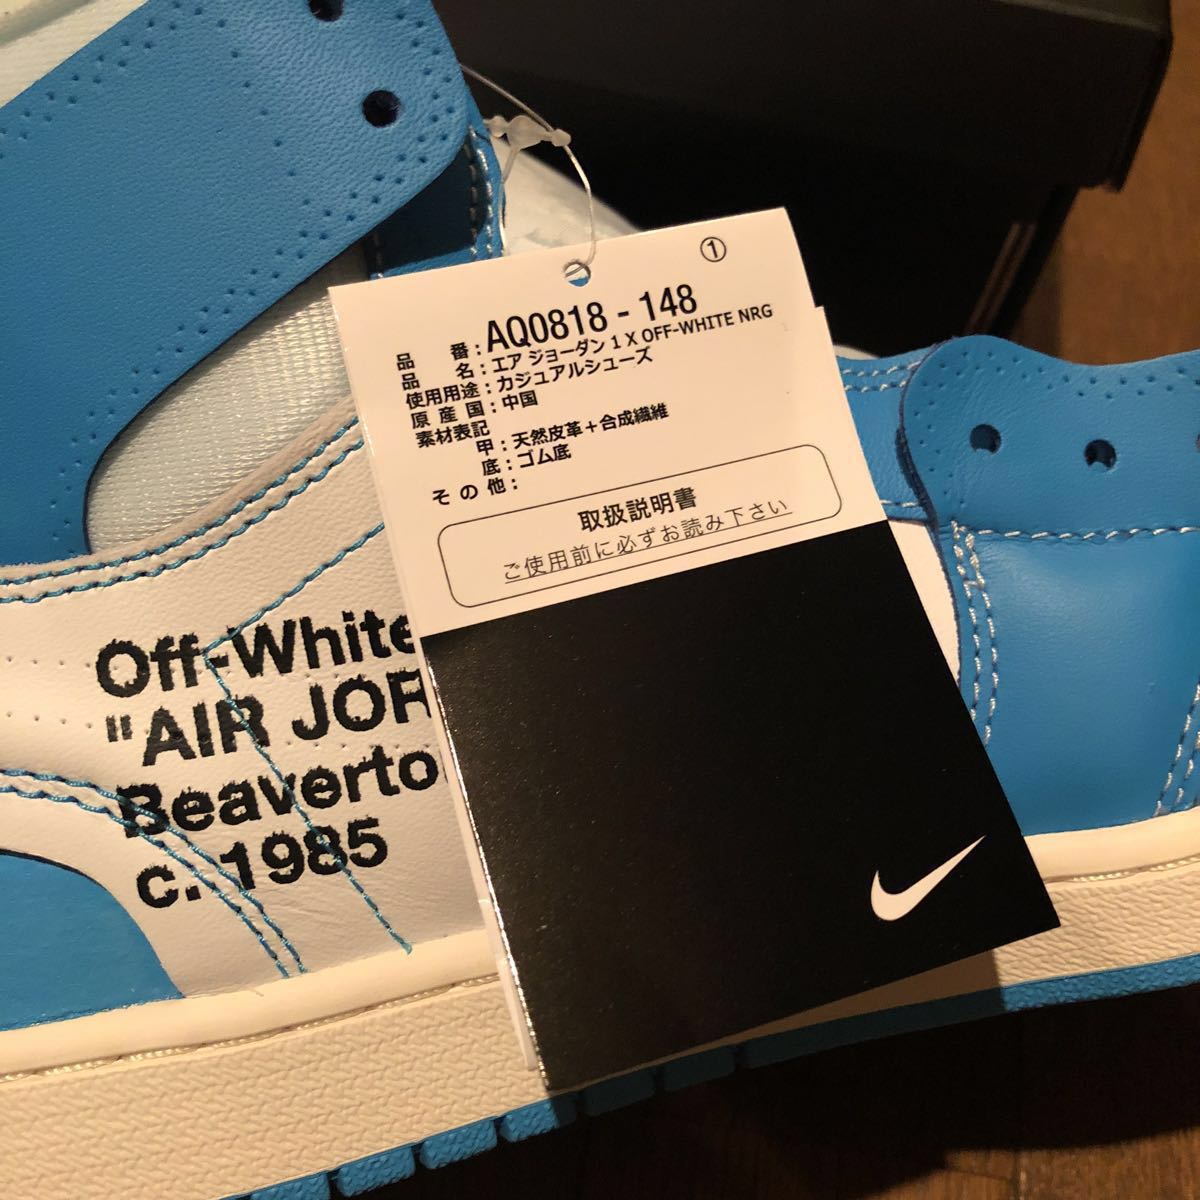 ①
品番：AQ0818 - 148
品名：エア ジョーダン 1 X OFF-WHITE NRG
使用用途：カジュアルシューズ
原産国：中国
素材表記
甲：天然皮革＋合成繊維
底：ゴム底
その他：
取扱説明書
ご使用前に必ずお読み下さい
Off-White
"AIR JOR
Beaverto
c. 1985